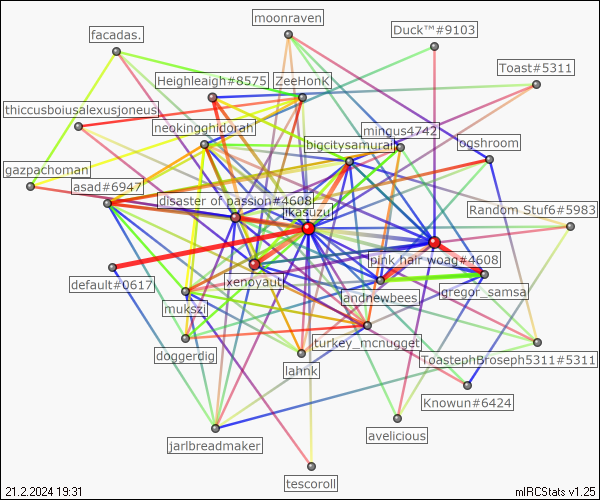 moonraven
facadas.
Duck™#9103
Toast#5311
Heighleaigh#8575
ZeeHonK
thiccusboiusalexusjoneus
neokingghidorah
mingus4742
bigcitysamurai
ogshroom
gazpachoman
asad#6947
disaster of passion#4608
ikasuzu
Random Stuf6#5983
pink hair woag#4608
default#0617
xenoyaut
gregor_samsa
mukszi
landnewbees
doggerdig
turkey_mcnugget
ToastephBroseph5311#5311
lahnk
Knowun#6424
avelicious
jarlbreadmaker
tescoroll
21.2.2024 19:31
mIRCStats v1.25